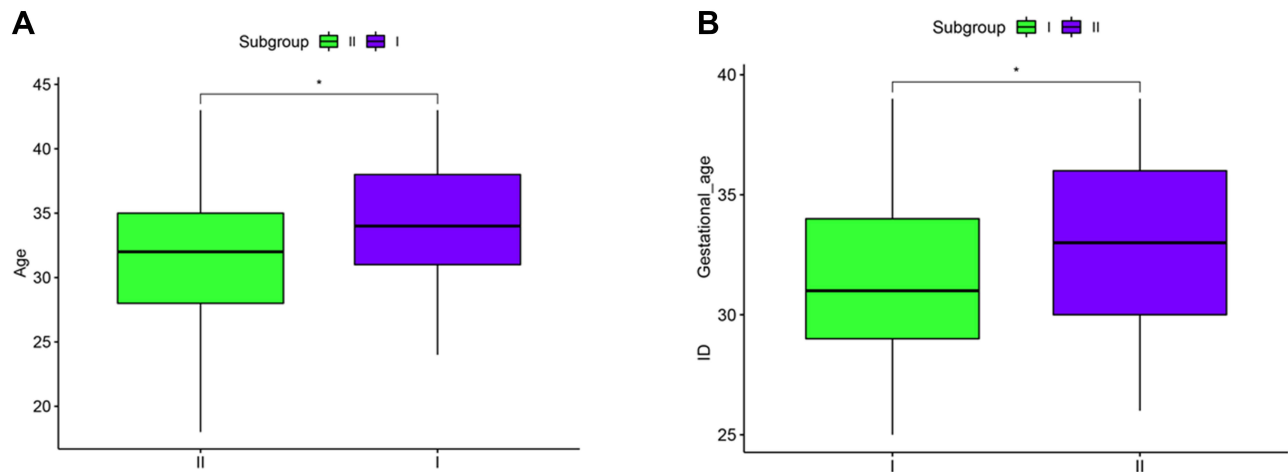 A
Subgroup II I
*
45
40
35
30
25
20
Age
II I
B
Subgroup I II
*
40
35
30
25
Gestational_age
ID
I II